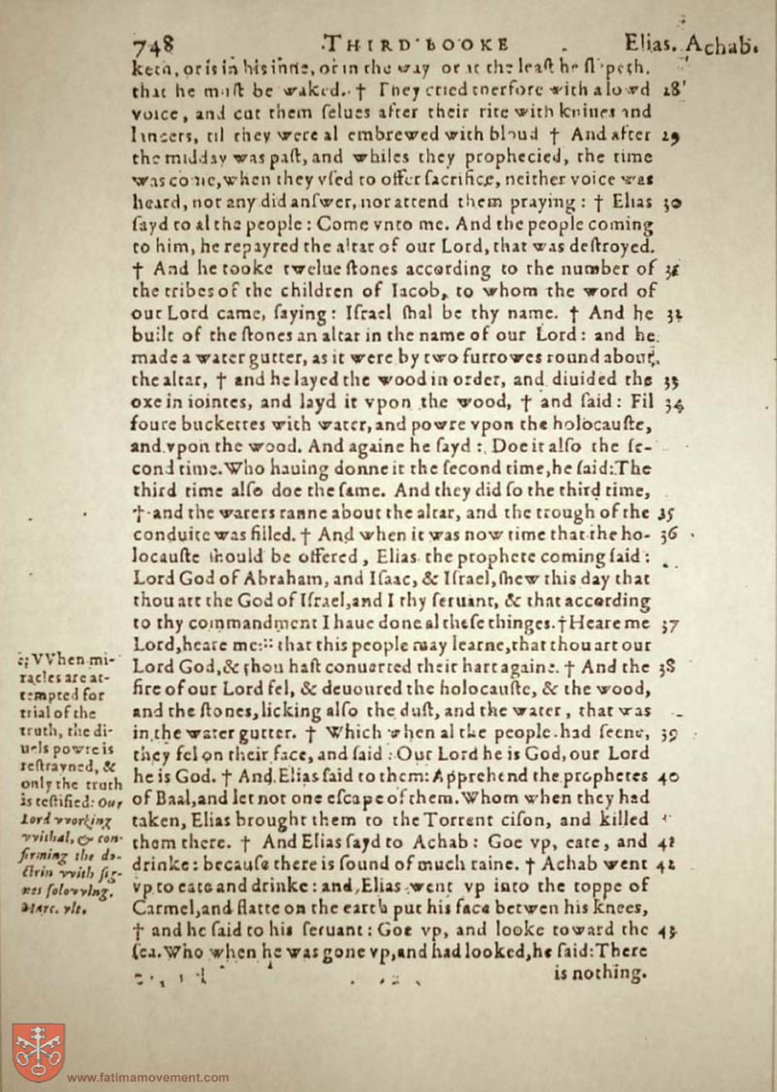 748 THIRD BOOKE Elias. Achab.
keth, or is in his inne, or in the way or at the leaſt he ſl peth,
that he muſt be waked. † They cried therfore with a lowd 28
voice, and cut them ſelues after their rite with kniues and
lancers, til they were al embrewed with bloud † And after 29
the midday was paſt, and whiles they prophecied, the time
was come, when they vſed to offer ſacrifice, neither voice was
heard, nor any did anſwer, nor attend them praying: † Elias 30
ſayd to al the people: Come vnto me. And the people coming
to him, he repayred the altar of our Lord, that was deſtroyed.
† And he tooke twelue ſtones according to the number of 31
the tribes of the children of Iacob, to whom the word of
our Lord came, ſaying: Iſrael ſhal be thy name. † And he 32
built of the ſtones an altar in the name of our Lord: and he
made a water gutter, as it were by two furrowes round about,
the altar, † and he layed the wood in order, and diuided the 33
oxe in iointes, and layd it vpon the wood, † and ſaid: Fil 34
foure buckettes with water, and powre vpon the holocauſte,
and vpon the wood. And againe he ſayd: Doe it alſo the ſe-
cond time. Who hauing donne it the ſecond time, he ſaid: The
third time alſo doe the ſame. And they did ſo the third time,
† and the waters ranne about the altar, and the trough of the 35
conduite was filled. † And when it was now time that the ho- 36
locauſte ſhould be offered, Elias the prophete coming ſaid:
Lord God of Abraham, and Iſaac, & Iſrael, ſhew this day that
thou art the God of Iſrael, and I thy ſeruant, & that according
to thy commandment I haue done al theſe thinges. † Heare me 37
Lord, heare me: :: that this people may learne, that thou art our
Lord God, & thou haſt conuerted their hart againe. † And the 38
fire of our Lord fel, & deuoured the holocauſte, & the wood,
and the ſtones, licking alſo the duſt, and the water, that was
in the water gutter. † Which when al the people had ſeene, 39
they fel on their face, and ſaid: Our Lord he is God, our Lord
he is God. † And Elias ſaid to them: Apprehend the prophetes 40
of Baal, and let not one eſcape of them. Whom when they had
taken, Elias brought them to the Torrent ciſon, and killed
them there. † And Elias ſayd to Achab: Goe vp, eate, and 41
drinke: becauſe there is ſound of much raine. † Achab went 42
vp to eate and drinke: and Elias went vp into the toppe of
Carmel, and flatte on the earth put his face betwen his knees,
† and he ſaid to his ſeruant: Goe vp, and looke toward the 43
ſea. Who when he was gone vp, and had looked, he ſaid: There
is nothing.
:: VVhen mi-
racles are at-
tempted for
trial of the
truth, the di-
uels powre is
reſtrayned, &
only the truth
is teſtified: Our
Lord vvorking
vvithal, & con-
firming the do-
ctrin vvith ſig-
nes folovving.
Marc. vlt.
www.fatimamovement.com